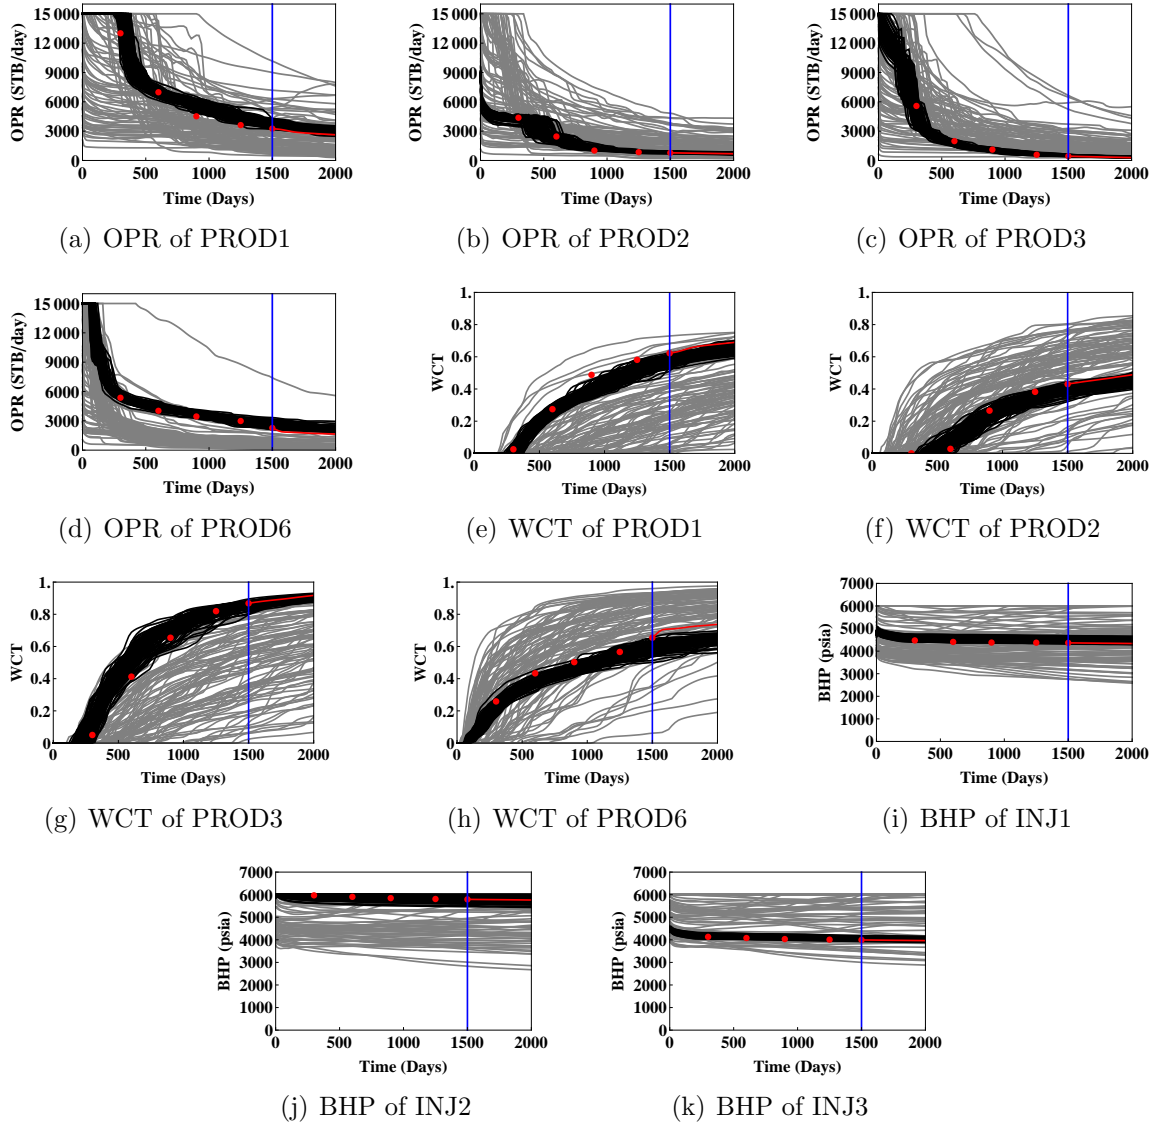 OPR (STB/day)
15 000
12 000
9000
6000
3000
0
0 500 1000 1500 2000
Time (Days)
(a) OPR of PROD1
OPR (STB/day)
15 000
12 000
9000
6000
3000
0
0 500 1000 1500 2000
Time (Days)
(b) OPR of PROD2
OPR (STB/day)
15 000
12 000
9000
6000
3000
0
0 500 1000 1500 2000
Time (Days)
(c) OPR of PROD3
OPR (STB/day)
15 000
12 000
9000
6000
3000
0
0 500 1000 1500 2000
Time (Days)
(d) OPR of PROD6
WCT
1.
0.8
0.6
0.4
0.2
0
0 500 1000 1500 2000
Time (Days)
(e) WCT of PROD1
WCT
1.
0.8
0.6
0.4
0.2
0
0 500 1000 1500 2000
Time (Days)
(f) WCT of PROD2
WCT
1.
0.8
0.6
0.4
0.2
0
0 500 1000 1500 2000
Time (Days)
(g) WCT of PROD3
WCT
1.
0.8
0.6
0.4
0.2
0
0 500 1000 1500 2000
Time (Days)
(h) WCT of PROD6
BHP (psia)
7000
6000
5000
4000
3000
2000
1000
0
0 500 1000 1500 2000
Time (Days)
(i) BHP of INJ1
BHP (psia)
7000
6000
5000
4000
3000
2000
1000
0
0 500 1000 1500 2000
Time (Days)
(j) BHP of INJ2
BHP (psia)
7000
6000
5000
4000
3000
2000
1000
0
0 500 1000 1500 2000
Time (Days)
(k) BHP of INJ3